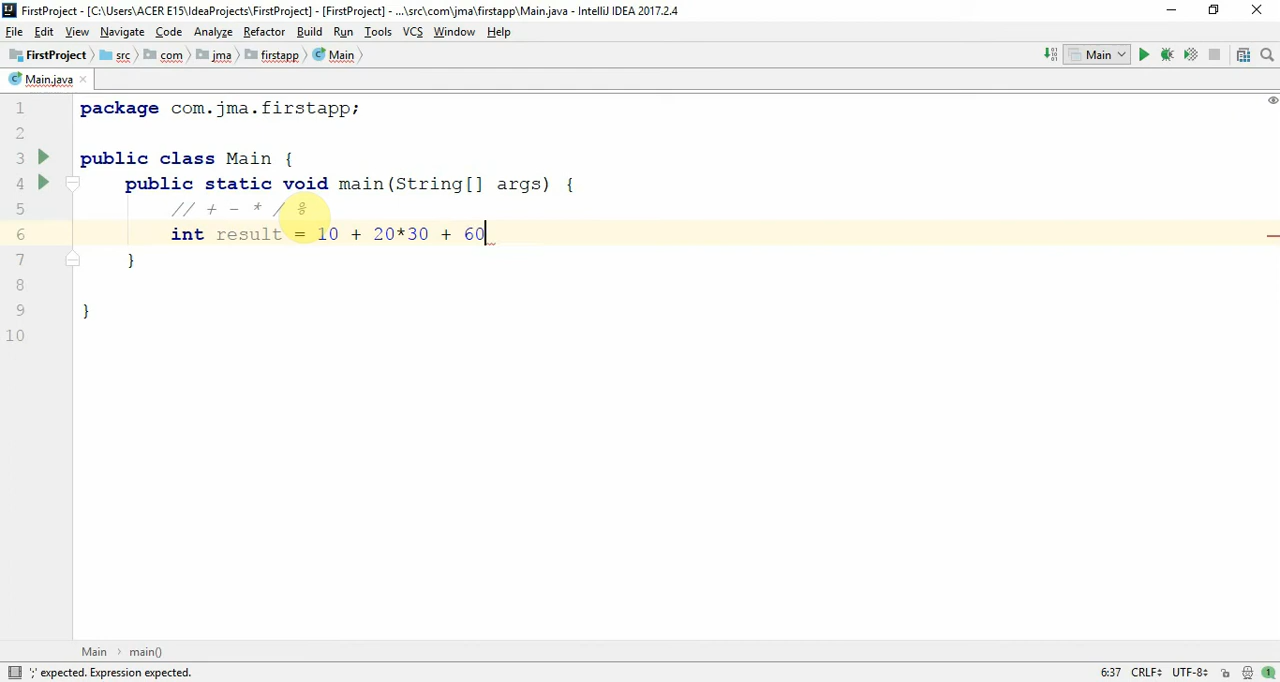 FirstProject - [C:\Users\ACER E15\IdeaProjects\FirstProject] - [FirstProject] - ...\src\com\jma\firstapp\Main.java - IntelliJ IDEA 2017.2.4
File Edit View Navigate Code Analyze Refactor Build Run Tools VCS Window Help
FirstProject src com jma firstapp Main Main
Main.java
1 package com.jma.firstapp;
2
3 public class Main {
4 public static void main(String[] args) {
5 // + - * / %
6 int result = 10 + 20*30 + 60
7 }
8
9 }
10
Main › main()
';' expected. Expression expected. 6:37 CRLF UTF-8 1